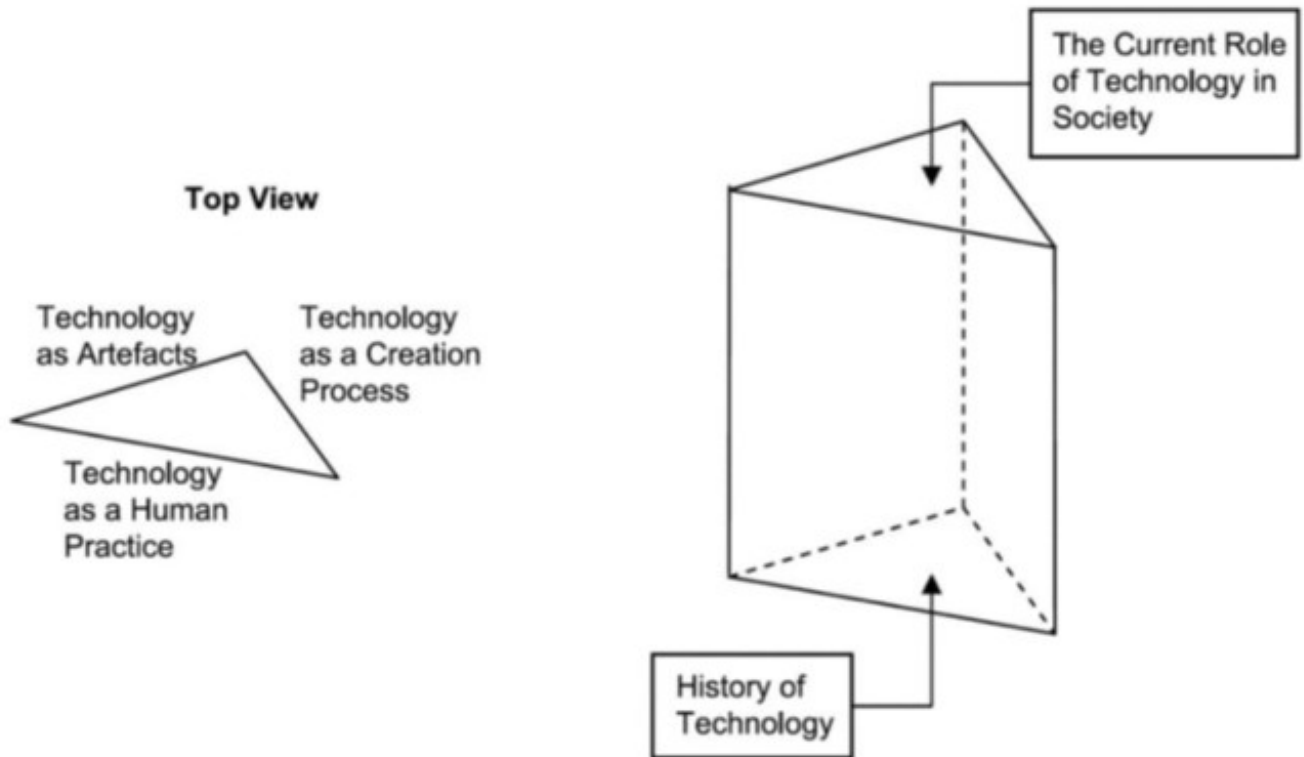 The Current Role
of Technology in
Society
Top View
Technology
as Artefacts
Technology
as a Creation
Process
Technology
as a Human
Practice
History of
Technology